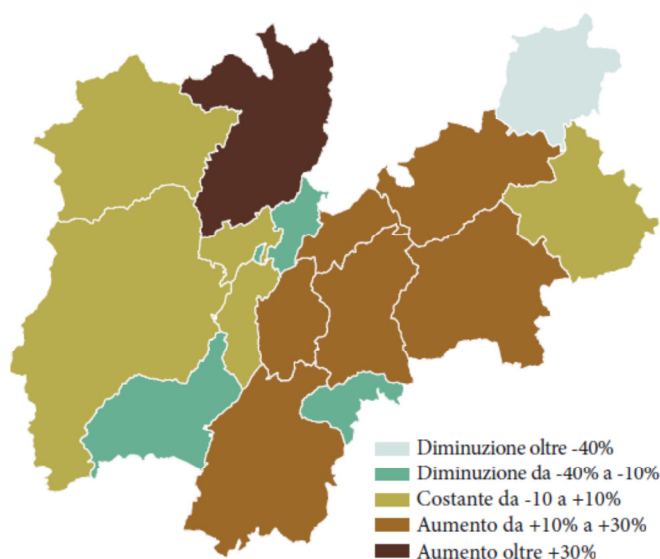 Diminuzione oltre -40%
Diminuzione da -40% a -10%
Costante da -10 a +10%
Aumento da +10% a +30%
Aumento oltre +30%